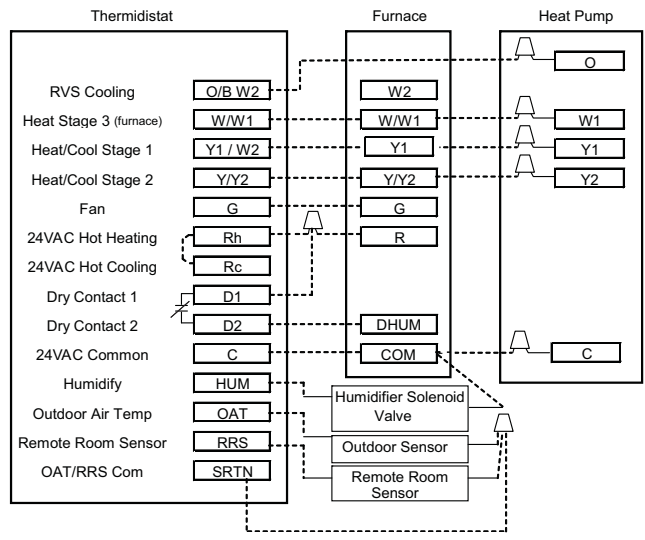 Thermidistat Furnace Heat Pump
O
RVS Cooling O/B W2 W2
Heat Stage 3 (furnace) W/W1 W/W1 W1
Heat/Cool Stage 1 Y1 / W2 Y1 Y1
Heat/Cool Stage 2 Y/Y2 Y/Y2 Y2
Fan G G
24VAC Hot Heating Rh R
24VAC Hot Cooling Rc
Dry Contact 1 D1
Dry Contact 2 D2 DHUM
24VAC Common C COM C
Humidify HUM
Humidifier Solenoid
Valve
Outdoor Air Temp OAT
Remote Room Sensor RRS Outdoor Sensor
OAT/RRS Com SRTN Remote Room
Sensor